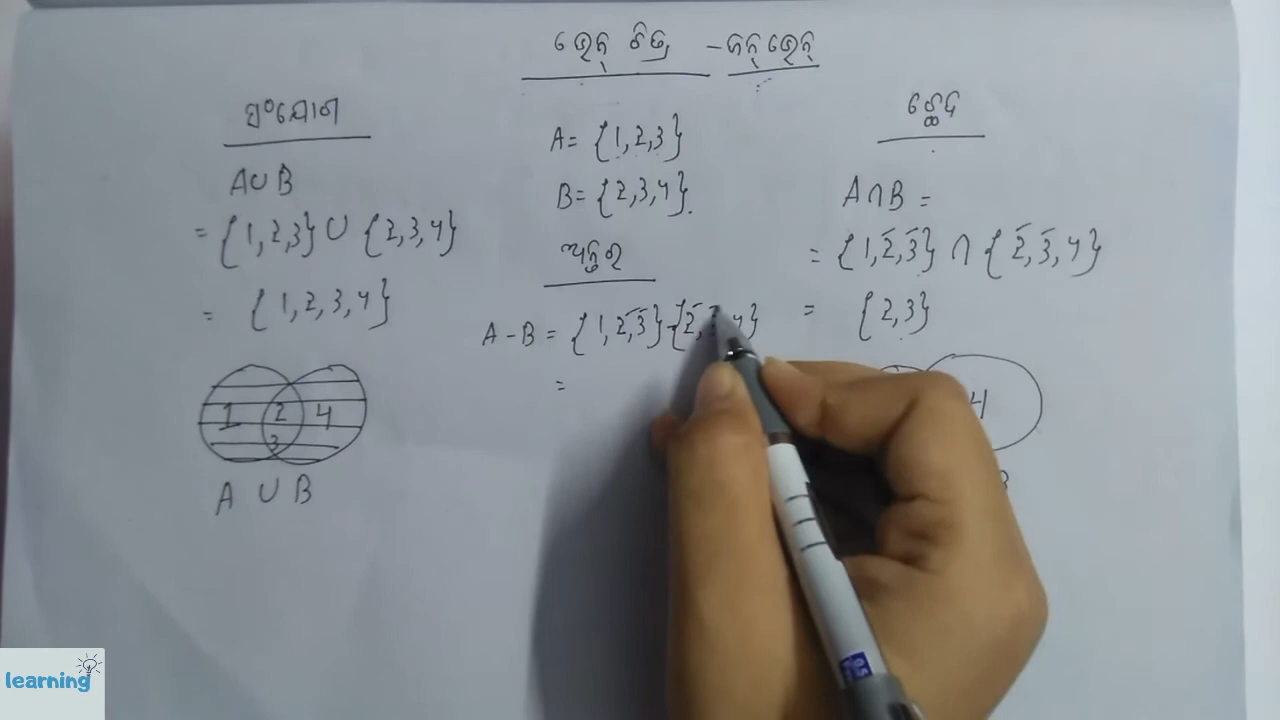 ଭେନ୍ ଚିତ୍ର - ଜନ୍ ଭେନ୍
ସଂଯୋଗ
A∪B
= {1,2,3} ∪ {2,3,4}
= {1,2,3,4}
1 2 3 4
A ∪ B
A= {1,2,3}
B= {2,3,4}.
ଅନ୍ତର
A-B = {1,2,3}-{2, 4}
=
ଛେଦ
A∩B =
= {1,2,3} ∩ {2,3,4}
= {2,3}
4
learning